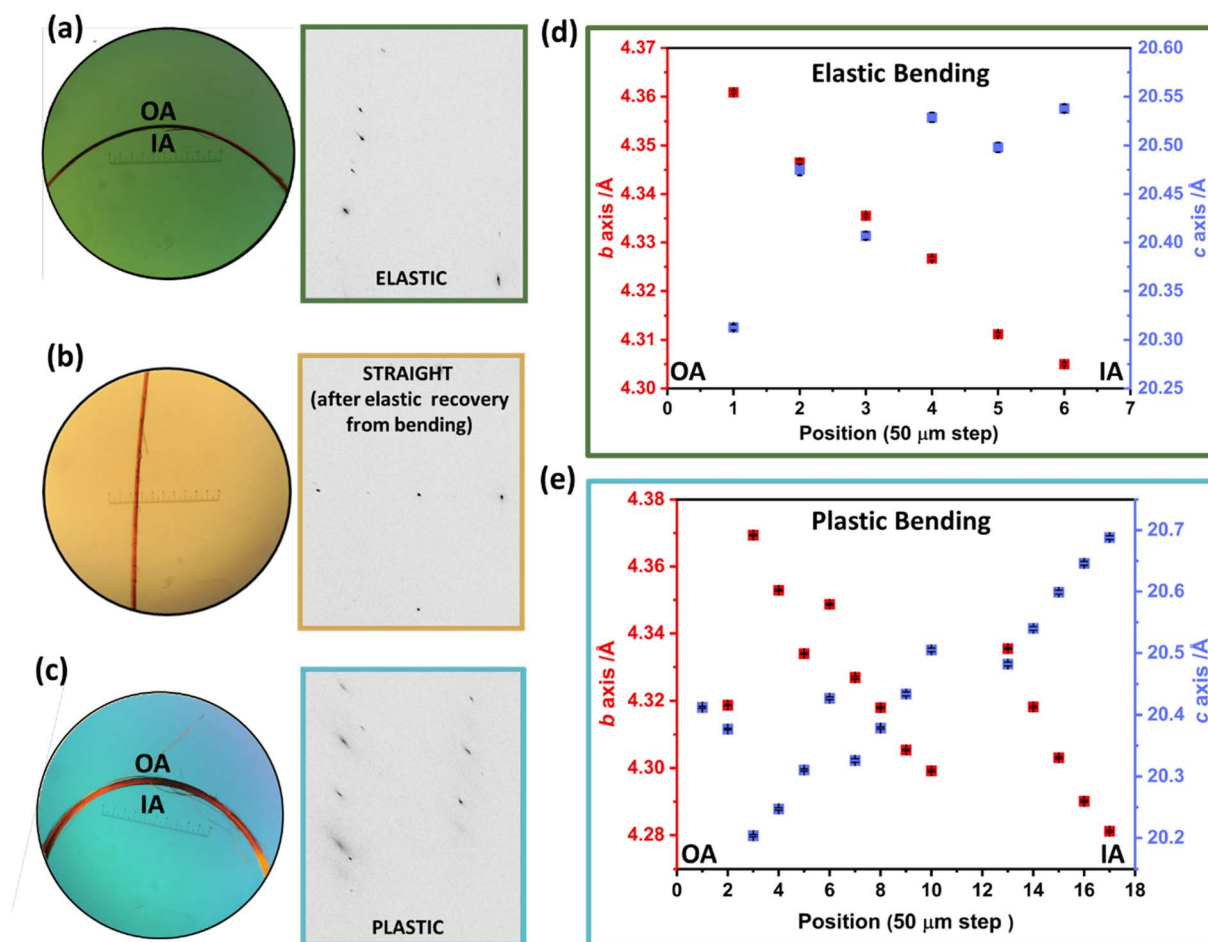 (a)
OA
IA
ELASTIC
(b)
STRAIGHT
(after elastic recovery
from bending)
(c)
OA
IA
PLASTIC
(d)
Elastic Bending
4.37
4.36
4.35
4.34
4.33
4.32
4.31
4.30
b axis /Å
20.60
20.55
20.50
20.45
20.40
20.35
20.30
20.25
c axis /Å
OA
IA
0 1 2 3 4 5 6 7
Position (50 μm step)
(e)
Plastic Bending
4.38
4.36
4.34
4.32
4.30
4.28
b axis /Å
20.7
20.6
20.5
20.4
20.3
20.2
c axis /Å
OA
IA
0 2 4 6 8 10 12 14 16 18
Position (50 μm step )